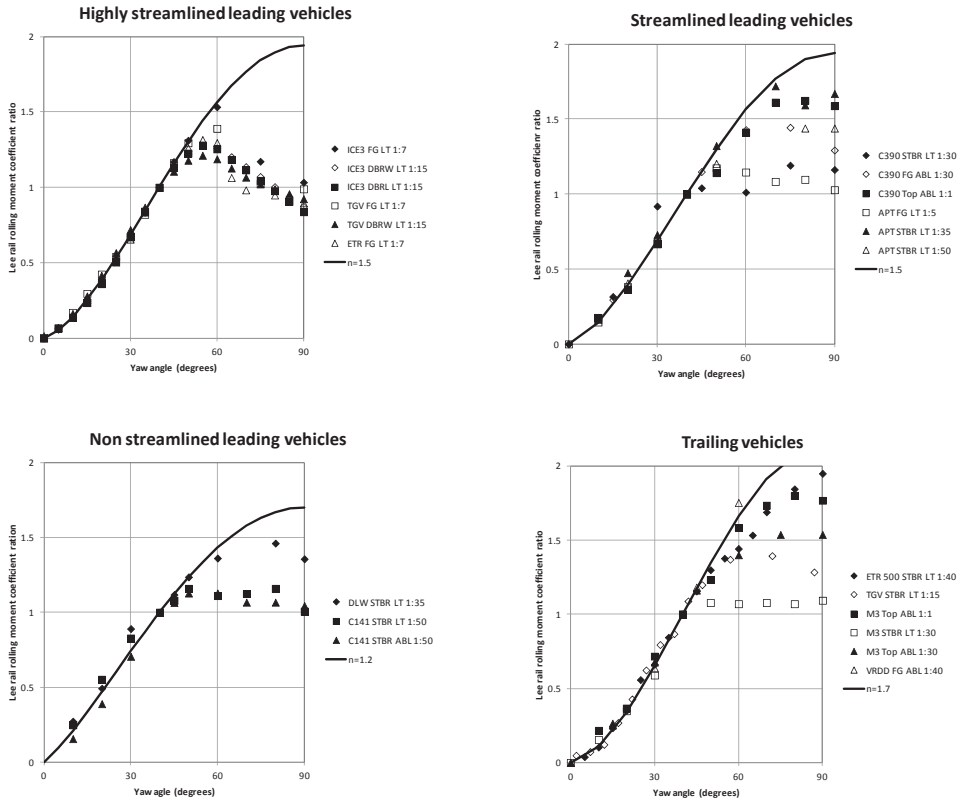 Highly streamlined leading vehicles
2
1.5
1
0.5
0
0
30
60
90
Lee rail rolling moment coefficient ratio
Yaw angle (degrees)
ICE3 FG LT 1:7
ICE3 DBRW LT 1:15
ICE3 DBRL LT 1:15
TGV FG LT 1:7
TGV DBRW LT 1:15
ETR FG LT 1:7
n=1.5
Streamlined leading vehicles
2
1.5
1
0.5
0
0
30
60
90
Lee rail rolling moment coefficienr ratio
Yaw angle (degrees)
C390 STBR LT 1:30
C390 FG ABL 1:30
C390 Top ABL 1:1
APT FG LT 1:5
APT STBR LT 1:35
APT STBR LT 1:50
n=1.5
Non streamlined leading vehicles
2
1.5
1
0.5
0
0
30
60
90
Lee rail rolling moment coefficient ration
Yaw angle (degrees)
DLW STBR LT 1:35
C141 STBR LT 1:50
C141 STBR ABL 1:50
n=1.2
Trailing vehicles
2
1.5
1
0.5
0
0
30
60
90
Lee rail rolling moment coefficient ratio
Yaw angle (degrees)
ETR 500 STBR LT 1:40
TGV STBR LT 1:15
M3 Top ABL 1:1
M3 STBR LT 1:30
M3 Top ABL 1:30
VRDD FG ABL 1:40
n=1.7